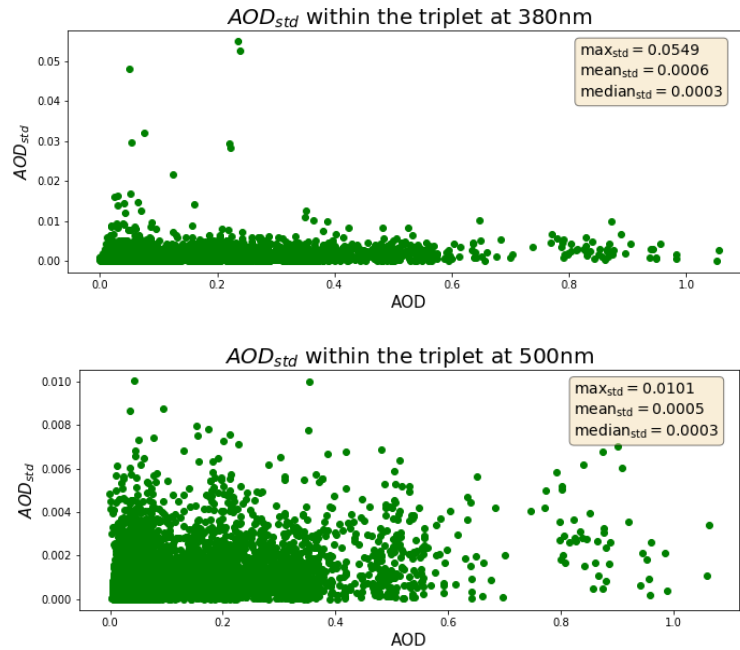 AOD_std within the triplet at 380nm
max_std = 0.0549
mean_std = 0.0006
median_std = 0.0003
AOD_std
0.05
0.04
0.03
0.02
0.01
0.00
0.0 0.2 0.4 0.6 0.8 1.0
AOD
AOD_std within the triplet at 500nm
max_std = 0.0101
mean_std = 0.0005
median_std = 0.0003
AOD_std
0.010
0.008
0.006
0.004
0.002
0.000
0.0 0.2 0.4 0.6 0.8 1.0
AOD